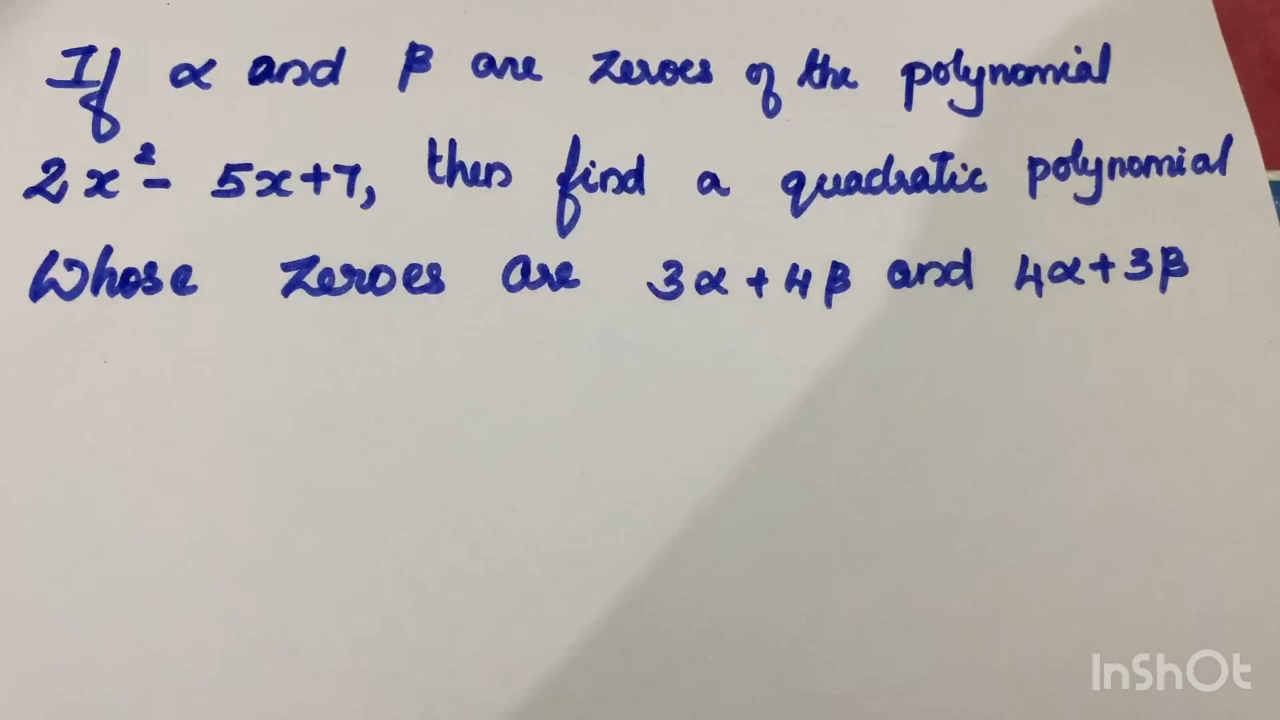 If α and β are zeroes of the polynomial
2x² - 5x+7, then find a quadratic polynomial
Whose zeroes are 3α + 4β and 4α+3β
InShOt